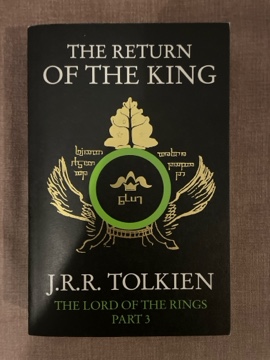 THE RETURN
OF THE KING
J.R.R. TOLKIEN
THE LORD OF THE RINGS
PART 3